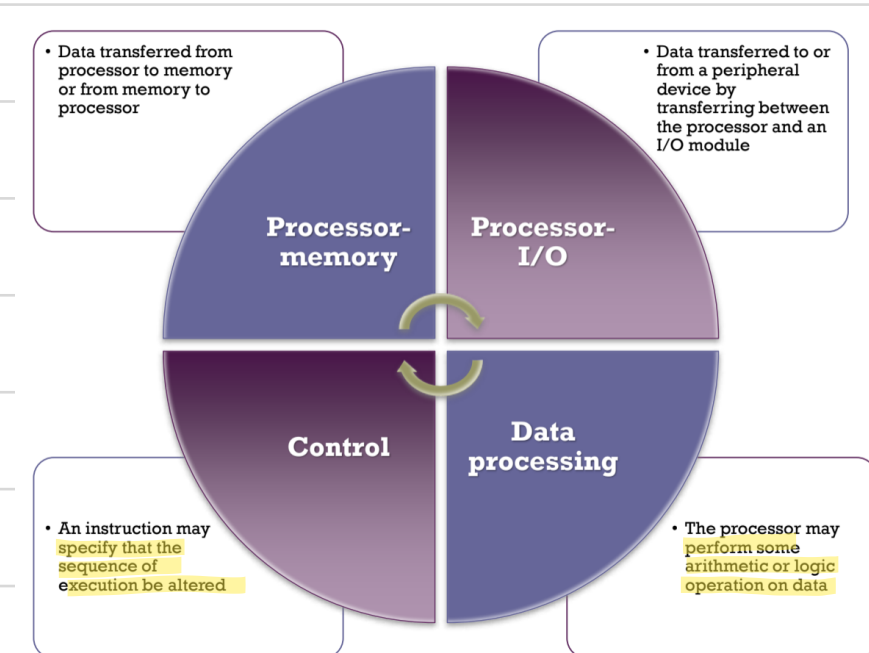 • Data transferred from
processor to memory
or from memory to
processor
• Data transferred to or
from a peripheral
device by
transferring between
the processor and an
I/O module
Processor-
memory
Processor-
I/O
Control
Data
processing
• An instruction may
specify that the
sequence of
execution be altered
• The processor may
perform some
arithmetic or logic
operation on data